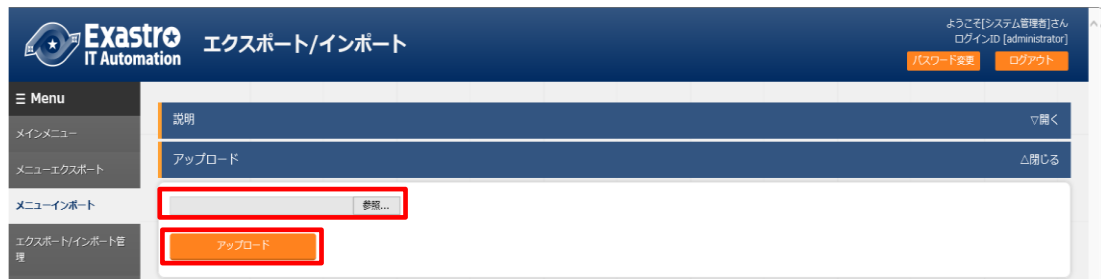 Exastro
IT Automation
エクスポート/インポート
ようこそ[システム管理者]さん
ログインID [administrator]
パスワード変更
ログアウト
Menu
メインメニュー
メニューエクスポート
メニューインポート
エクスポート/インポート管
理
説明
▽開く
アップロード
△閉じる
参照...
アップロード